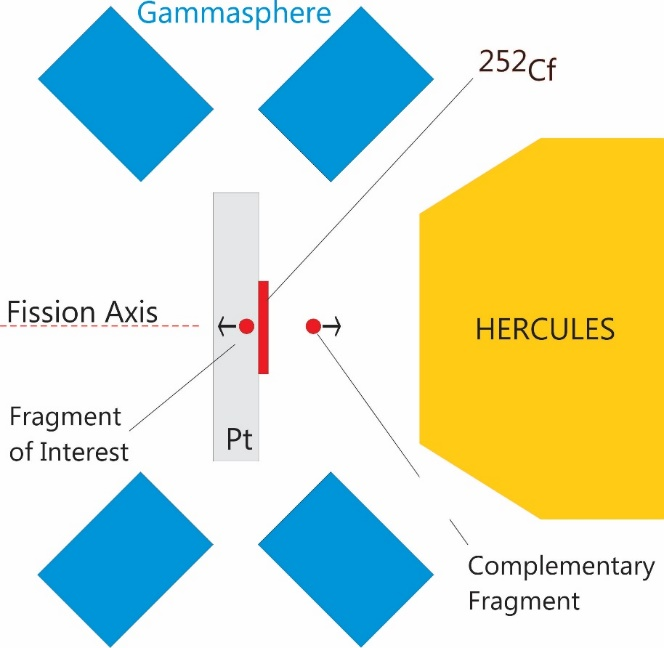 Gammasphere
²⁵²Cf
Fission Axis
HERCULES
Fragment
of Interest
Pt
Complementary
Fragment